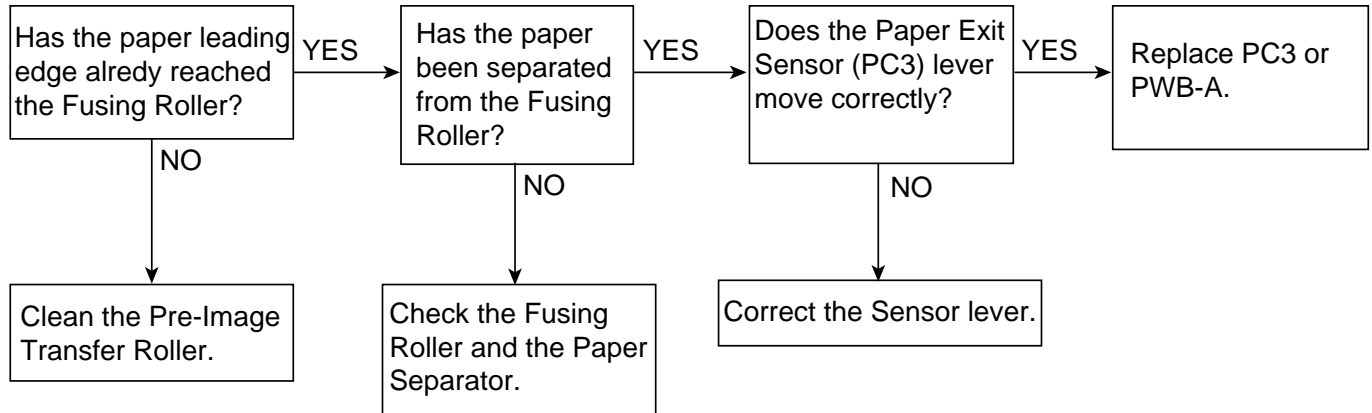 Has the paper leading
edge alredy reached
the Fusing Roller?
YES
NO
Clean the Pre-Image
Transfer Roller.
Has the paper
been separated
from the Fusing
Roller?
YES
NO
Check the Fusing
Roller and the Paper
Separator.
Does the Paper Exit
Sensor (PC3) lever
move correctly?
YES
NO
Correct the Sensor lever.
Replace PC3 or
PWB-A.